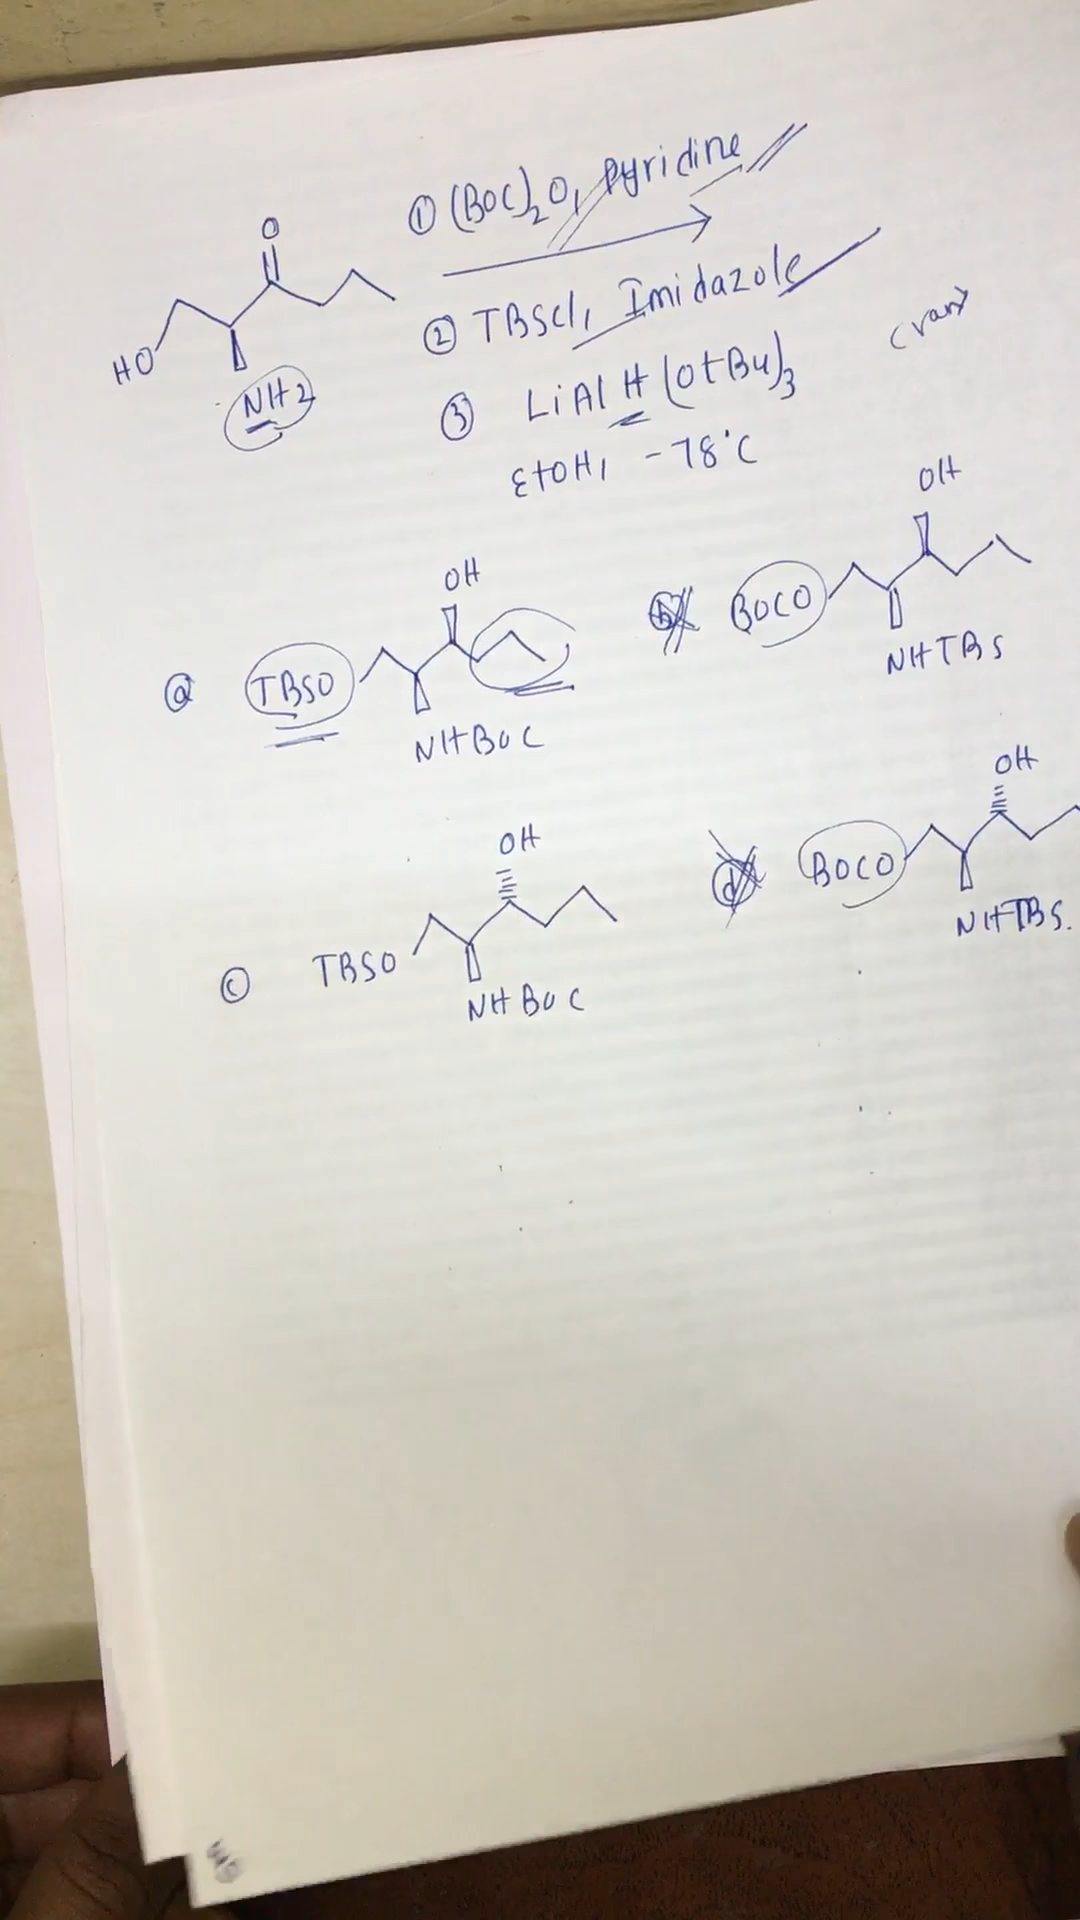 ① (Boc)₂O, Pyridine
O
HO
NH2
② TBSCl, Imidazole
③ LiAlH(OtBu)₃
EtOH, -78°C
OH
OH
ⓐ TBSO
NHBOC
ⓑ BOCO
NHTBS
OH
OH
ⓒ TBSO
NHBOC
ⓓ BOCO
NHTBS.